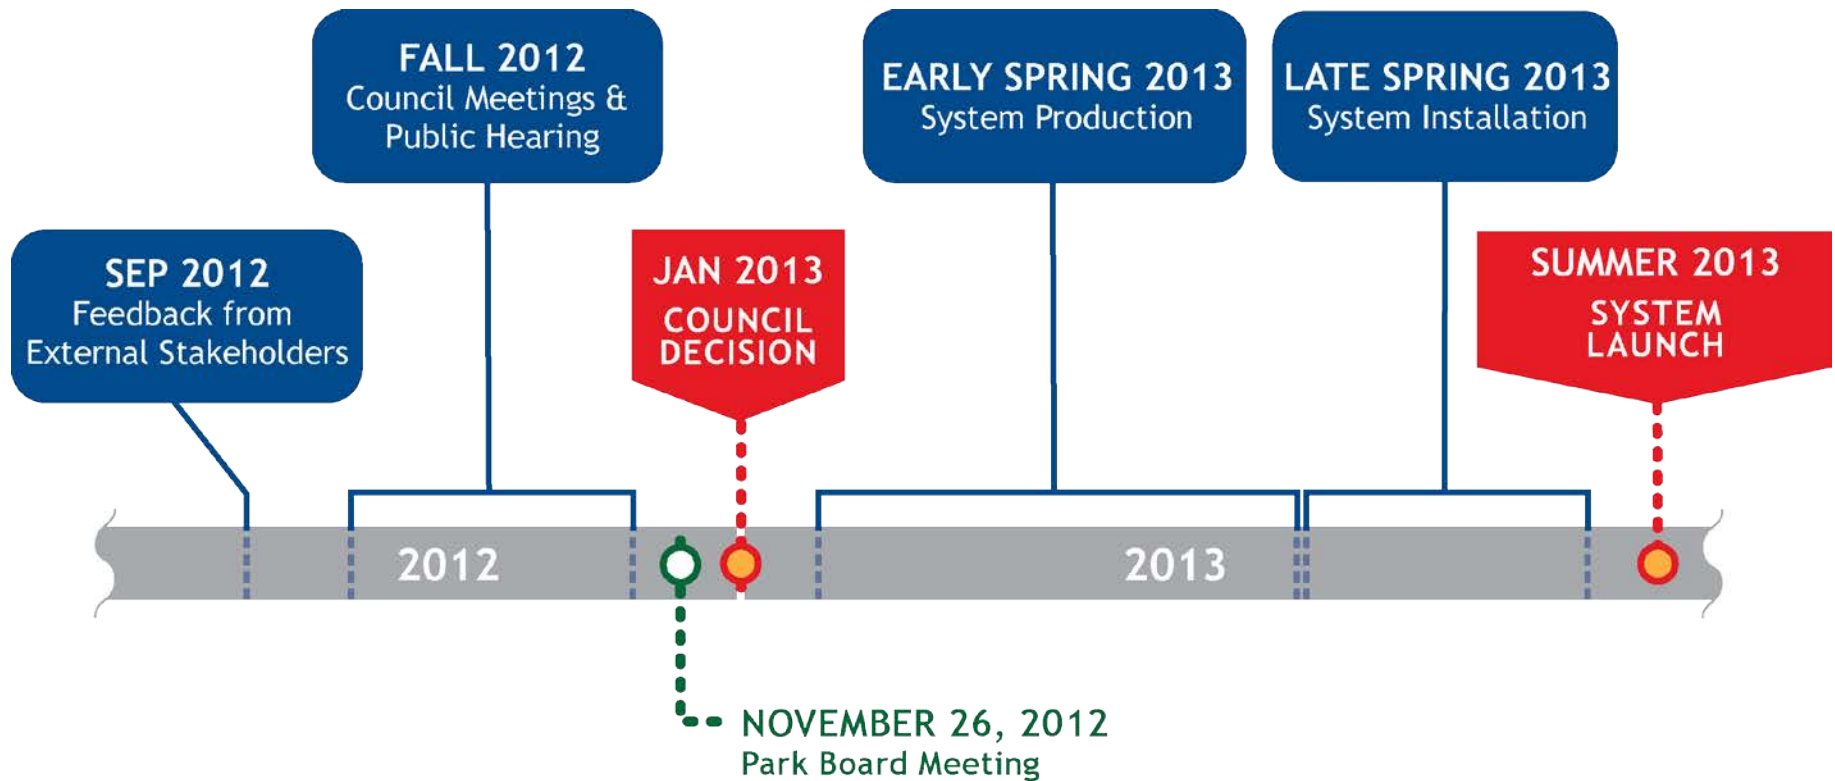 FALL 2012
Council Meetings &
Public Hearing
EARLY SPRING 2013
System Production
LATE SPRING 2013
System Installation
SEP 2012
Feedback from
External Stakeholders
JAN 2013
COUNCIL
DECISION
SUMMER 2013
SYSTEM
LAUNCH
2012
2013
NOVEMBER 26, 2012
Park Board Meeting